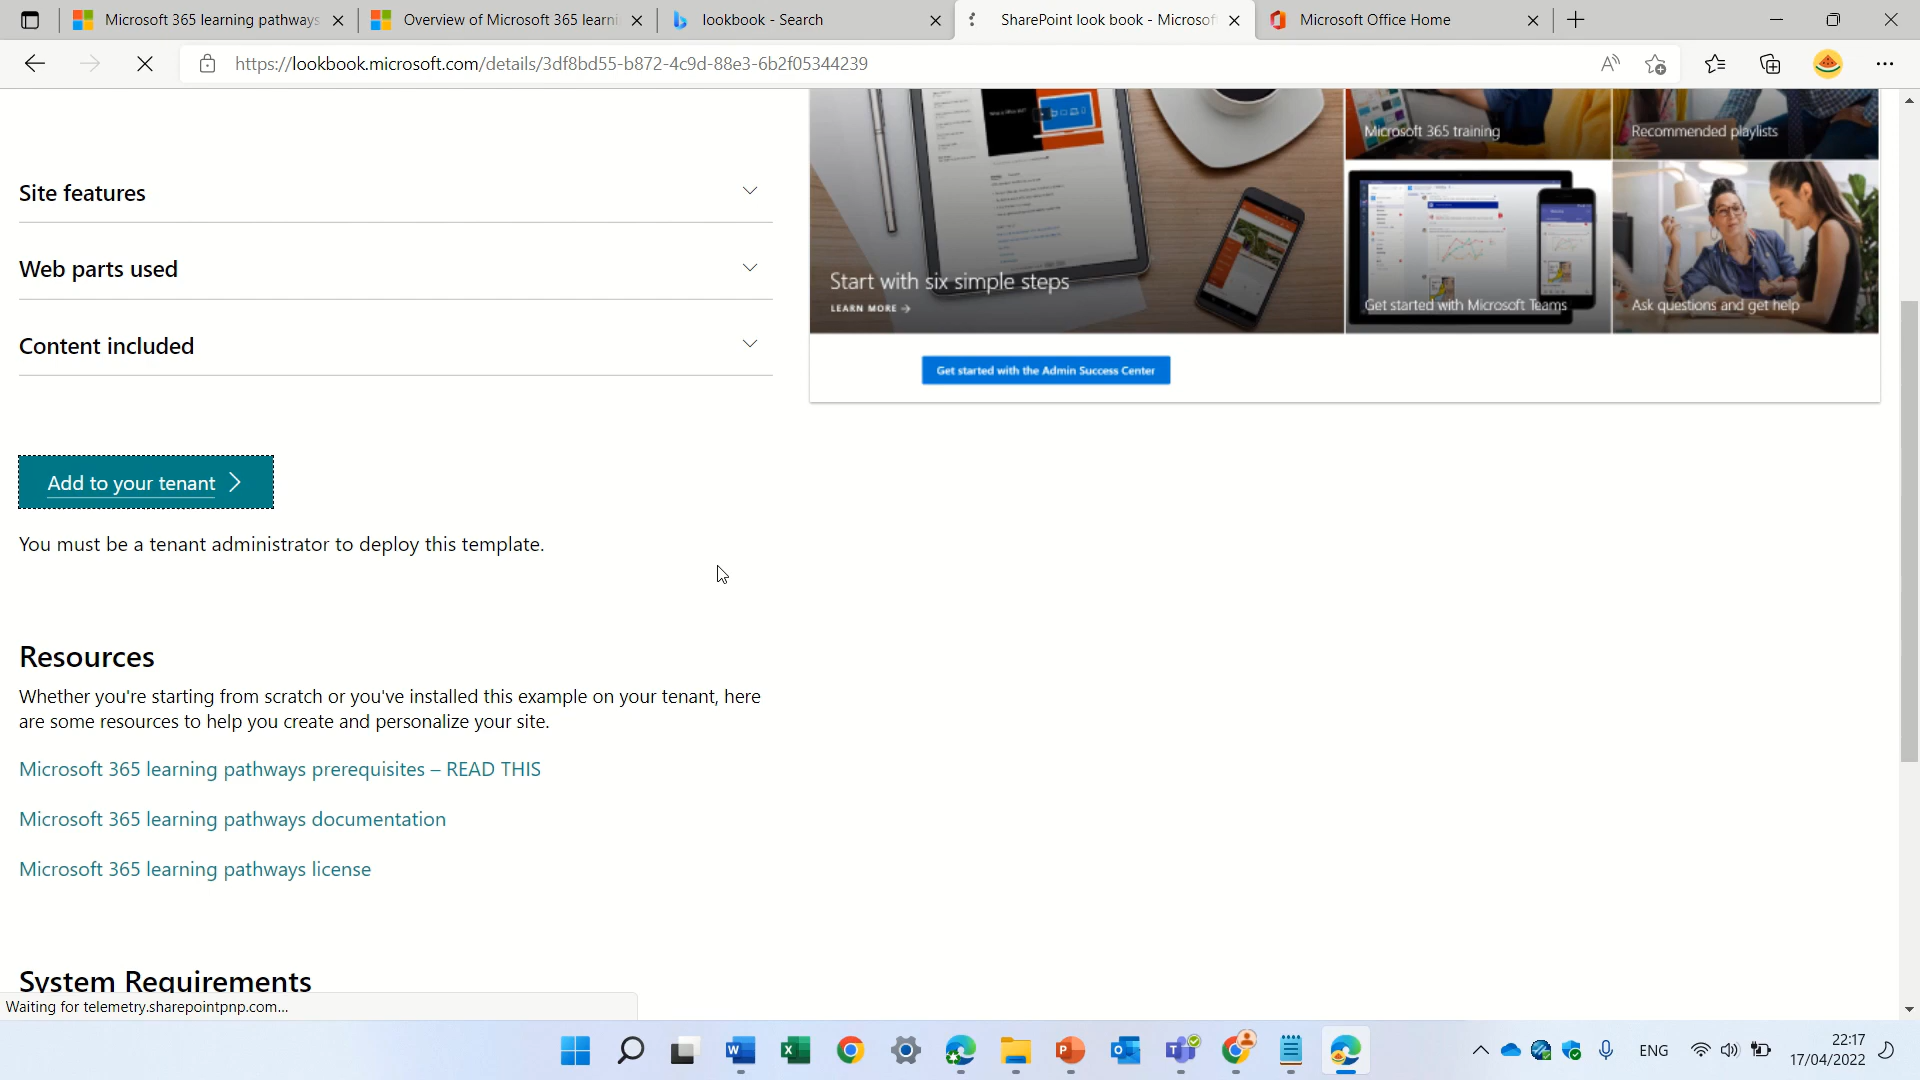 Microsoft 365 learning pathways
Overview of Microsoft 365 learni
lookbook - Search
SharePoint look book - Microsof
Microsoft Office Home
https://lookbook.microsoft.com/details/3df8bd55-b872-4c9d-88e3-6b2f05344239
Microsoft 365 training
Recommended playlists
Site features
Web parts used
Start with six simple steps
LEARN MORE →
Get started with Microsoft Teams
Ask questions and get help
Content included
Get started with the Admin Success Center
Add to your tenant
You must be a tenant administrator to deploy this template.
Resources
Whether you're starting from scratch or you've installed this example on your tenant, here
are some resources to help you create and personalize your site.
Microsoft 365 learning pathways prerequisites – READ THIS
Microsoft 365 learning pathways documentation
Microsoft 365 learning pathways license
System Requirements
Waiting for telemetry.sharepointpnp.com...
ENG
22:17
17/04/2022